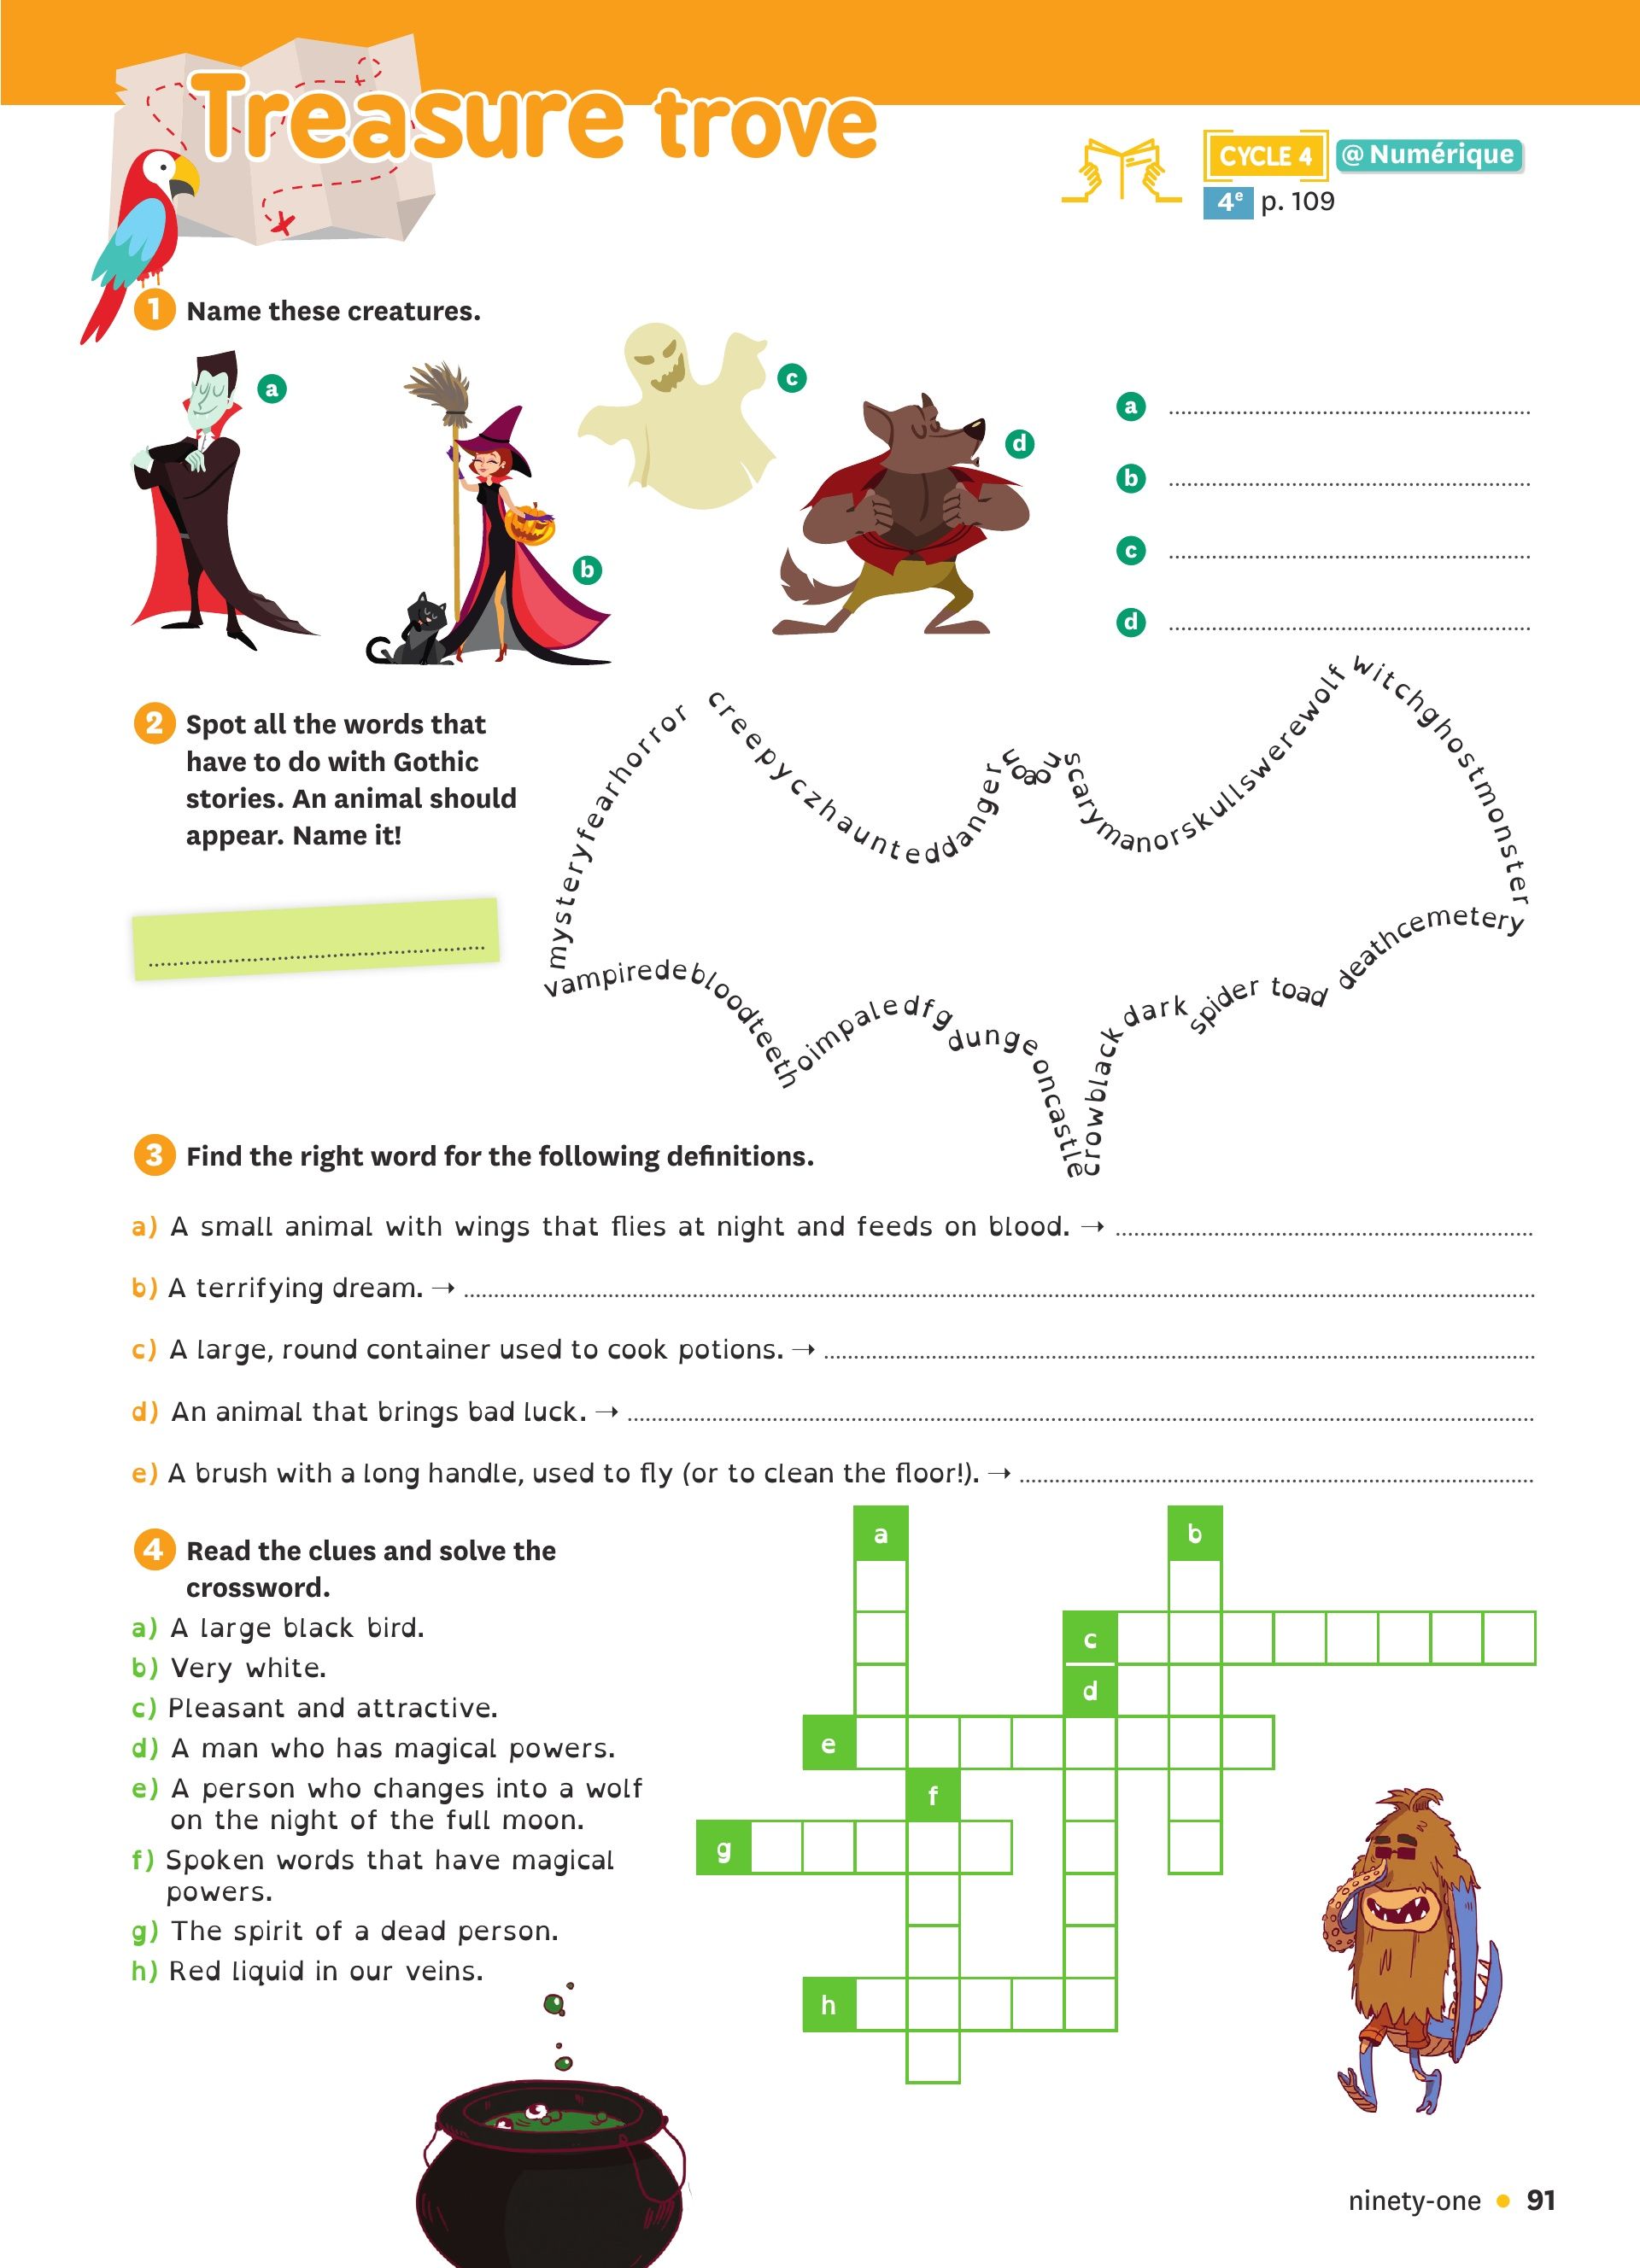 Treasure trove
CYCLE 4 @ Numérique
4e p. 109
1 Name these creatures.
a
b
c
d
a ........
b ........
c ........
d ........
2 Spot all the words that
have to do with Gothic
stories. An animal should
appear. Name it!
........
mysteryfearhorror
creepyczhaunteddanger
scarymanorskullswerewolf
witchghostmonster
vampiredebloodteeth
oimpaledfg
dungeoncastle
crowblack
dark
spider toad
deathcemetery
3 Find the right word for the following definitions.
a) A small animal with wings that flies at night and feeds on blood. → ........
b) A terrifying dream. → ........
c) A large, round container used to cook potions. → ........
d) An animal that brings bad luck. → ........
e) A brush with a long handle, used to fly (or to clean the floor!). → ........
4 Read the clues and solve the
crossword.
a) A large black bird.
b) Very white.
c) Pleasant and attractive.
d) A man who has magical powers.
e) A person who changes into a wolf
on the night of the full moon.
f) Spoken words that have magical
powers.
g) The spirit of a dead person.
h) Red liquid in our veins.
a b
c
d
e
f
g
h
ninety-one • 91